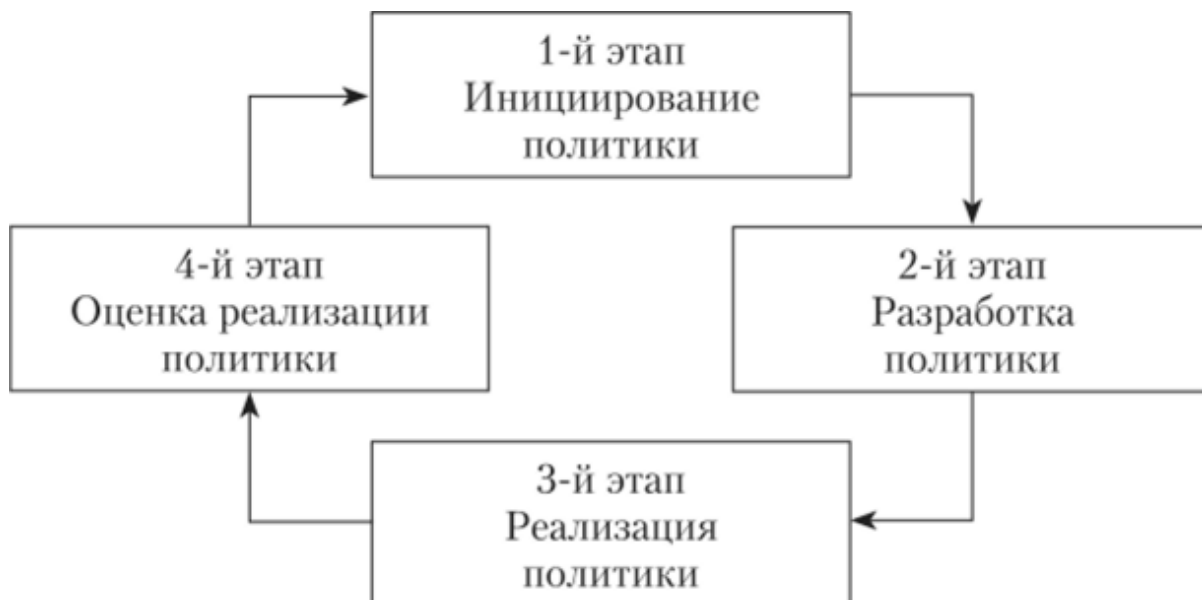 1-й этап
Инициирование
политики
2-й этап
Разработка
политики
3-й этап
Реализация
политики
4-й этап
Оценка реализации
политики